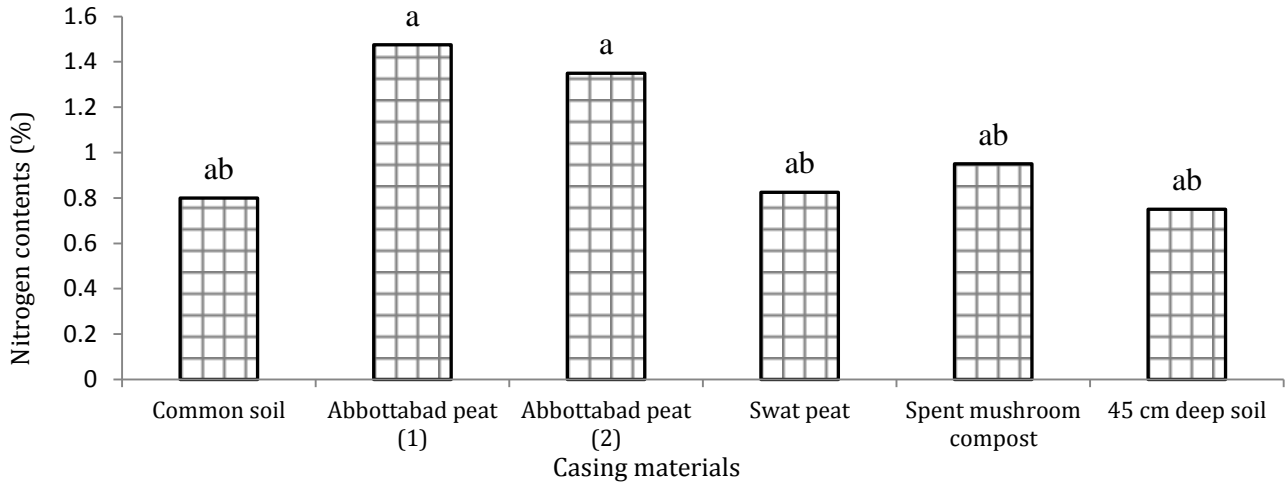 1.6
1.4
1.2
1
0.8
0.6
0.4
0.2
0
Nitrogen contents (%)
ab
a
a
ab
ab
ab
Common soil
Abbottabad peat
(1)
Abbottabad peat
(2)
Swat peat
Spent mushroom
compost
45 cm deep soil
Casing materials